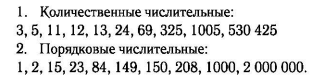 1. Количественные числительные:
3, 5, 11, 12, 13, 24, 69, 325, 1005, 530 425
2. Порядковые числительные:
1, 2, 15, 23, 84, 149, 150, 208, 1000, 2 000 000.